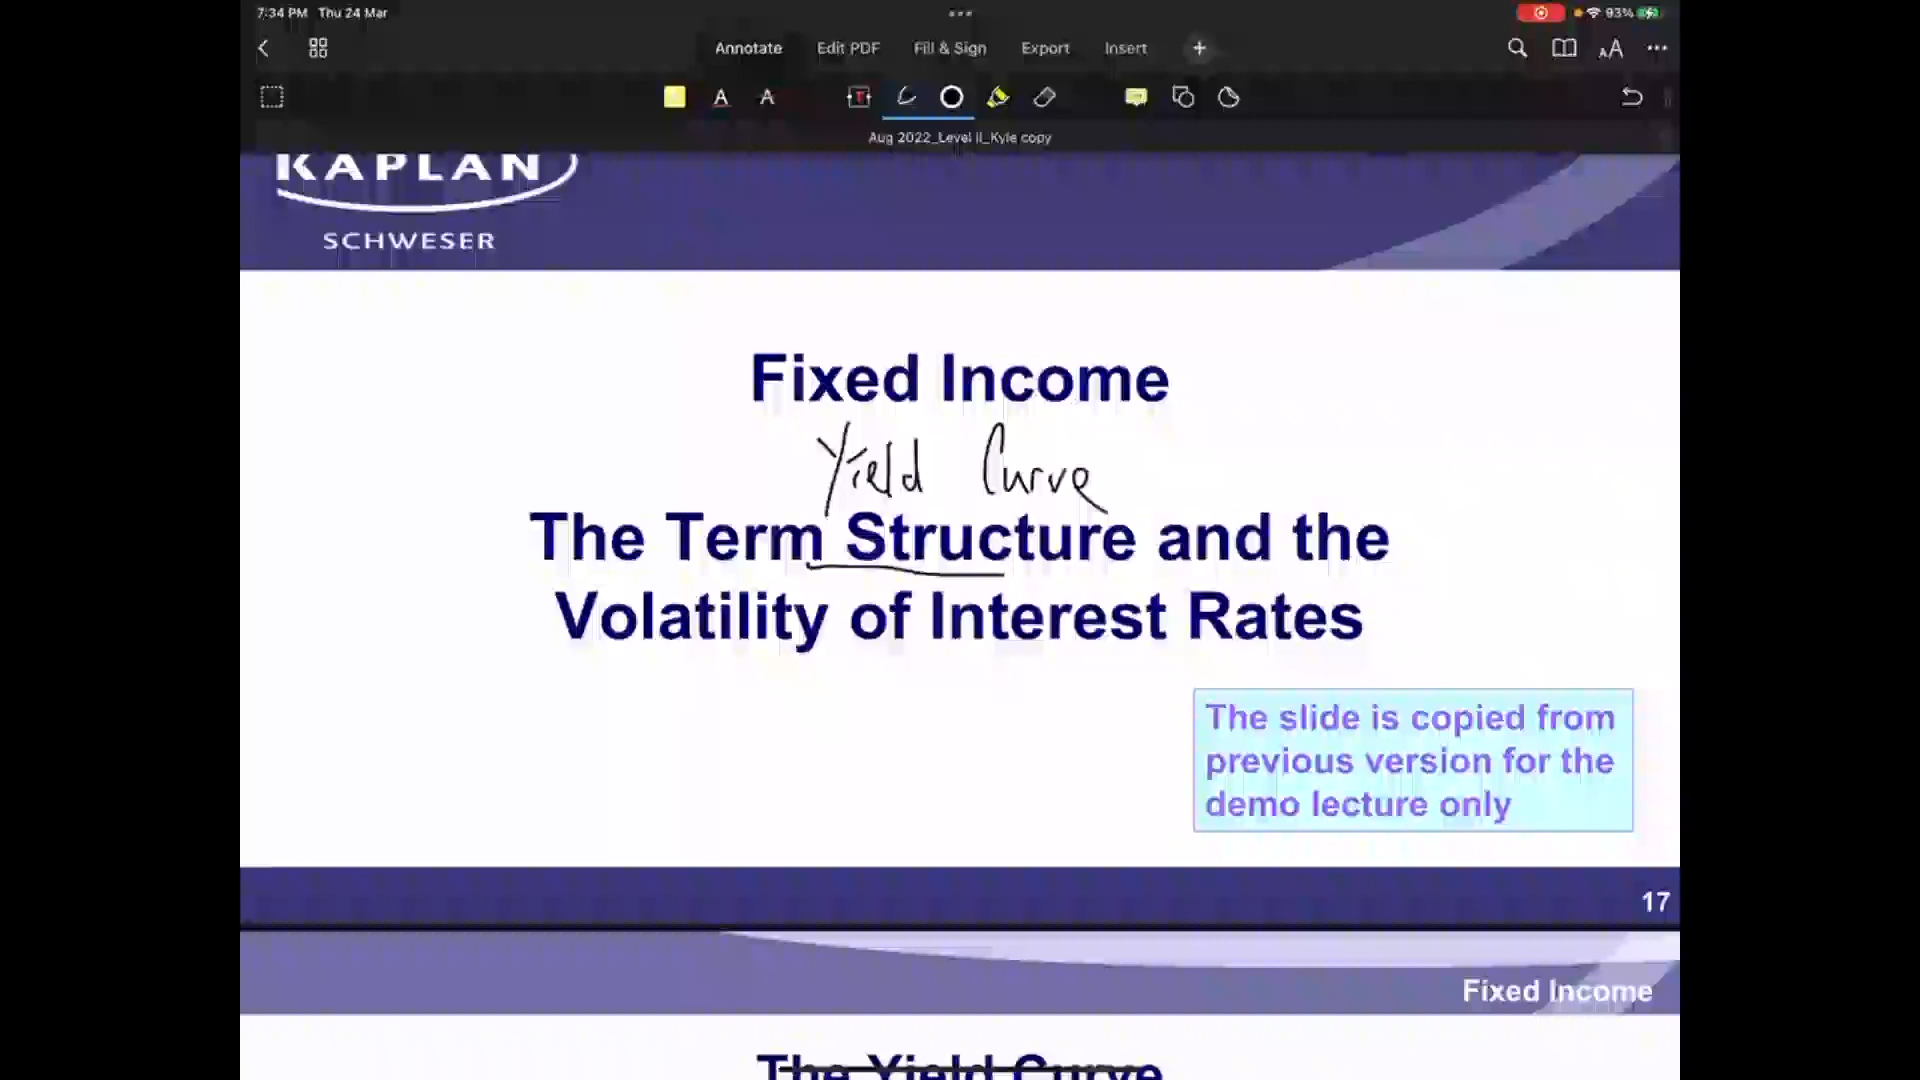 7:34 PM Thu 24 Mar
93%
Annotate Edit PDF Fill & Sign Export Insert
AA
A A T
Aug 2022_Level II_Kyle copy
KAPLAN
SCHWESER
Fixed Income
Yield Curve
The Term Structure and the
Volatility of Interest Rates
The slide is copied from
previous version for the
demo lecture only
17
Fixed Income
The Yield Curve